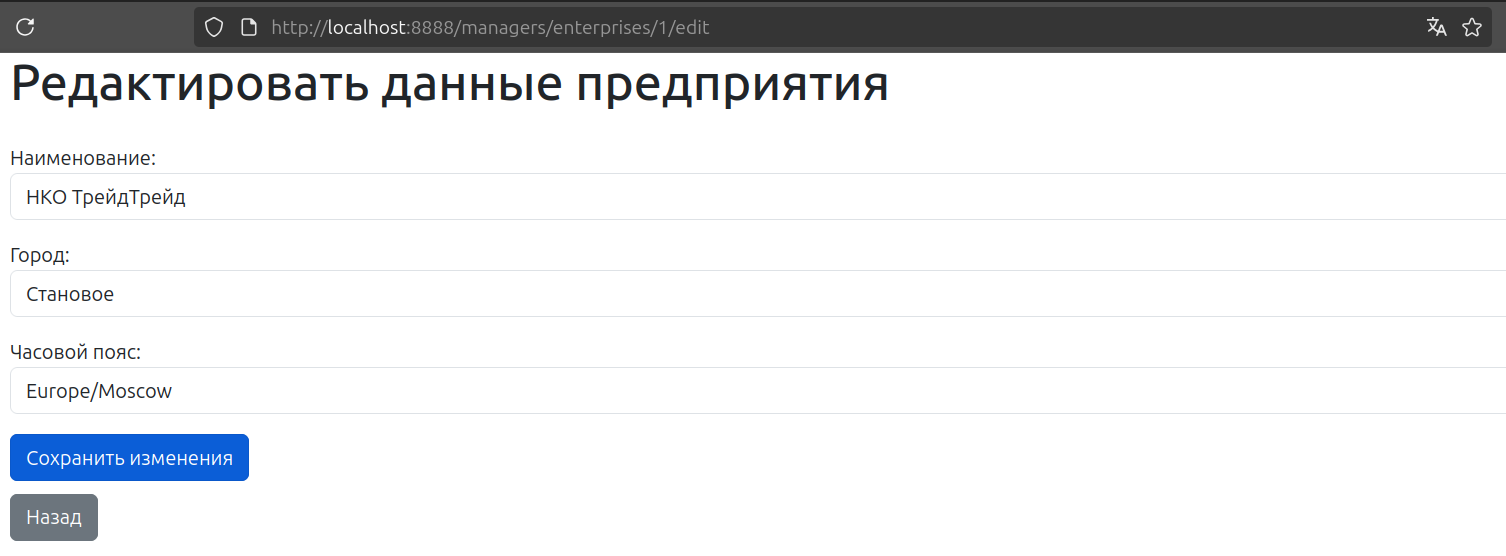 http://localhost:8888/managers/enterprises/1/edit
Редактировать данные предприятия
Наименование:
НКО ТрейдТрейд
Город:
Становое
Часовой пояс:
Europe/Moscow
Сохранить изменения
Назад